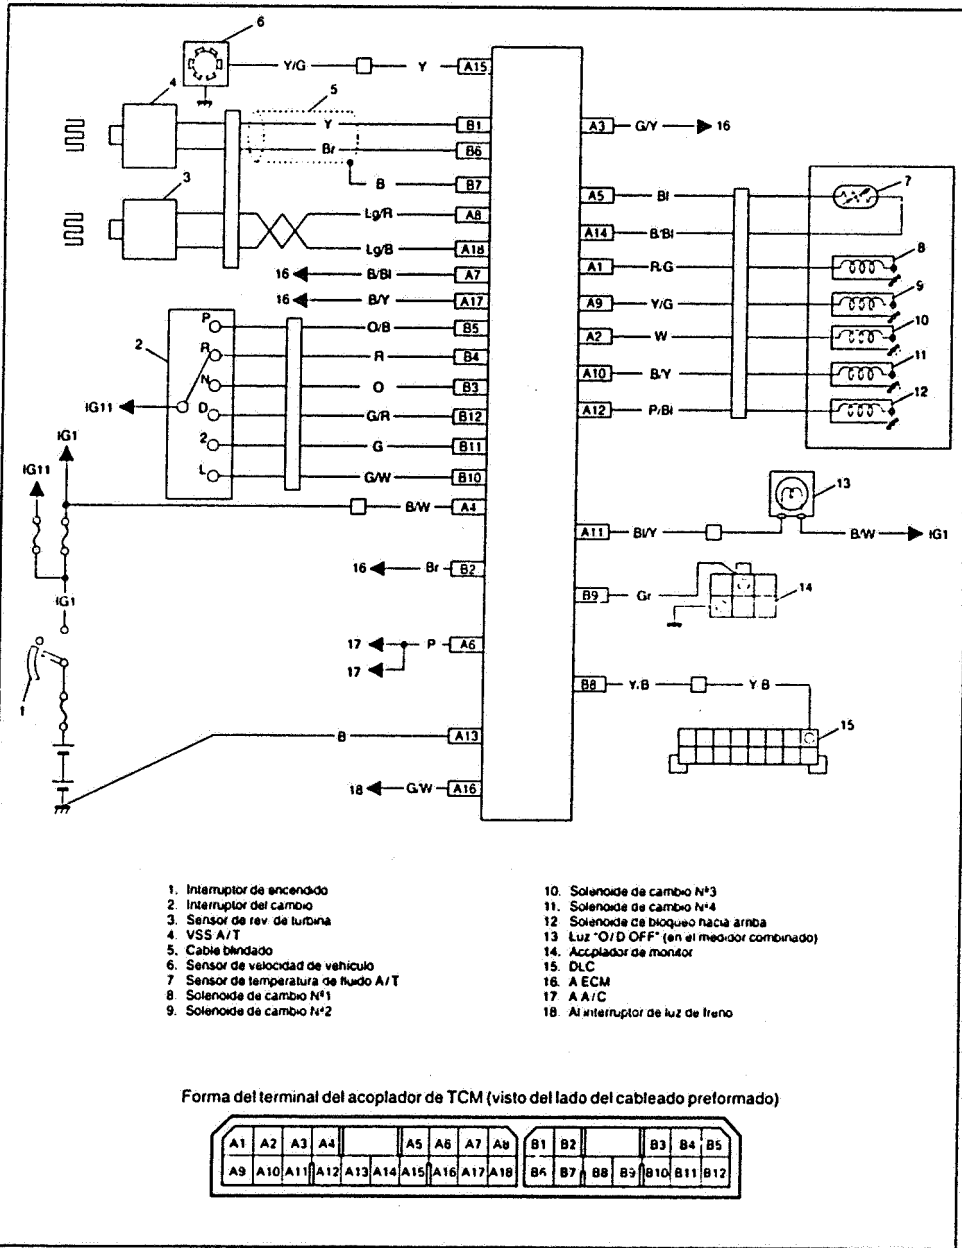 6
Y/G Y A15
4
5
Y B1
Br B6
A3 G/Y 16
3
B B7
7
Lg/R A8
A5 Bl
Lg/B A18
A14 B/Bl
8
16 B/Bl A7
A1 R-G
9
16 B/Y A17
A9 Y/G
10
P O/B B5
2
R R B4
A2 W
11
N O B3
A10 B/Y
12
IG11
D G/R B12
A12 P/Bl
IG1
2 G B11
IG11
L G/W B10
13
B/W A4
A11 Bl/Y B/W IG1
16 Br B2
B9 Gr 14
IG1
17 P A6
17
B8 Y.B Y B
1
15
B A13
18 G/W A16
1. Interruptor de encendido
2. Interruptor del cambio
3. Sensor de rev. de turbina
4. VSS A/T
5. Cable blindado
6. Sensor de velocidad de vehículo
7 Sensor de temperatura de fluido A/T
8. Solenoide de cambio Nº1
9. Solenoide de cambio Nº2
10. Solenoide de cambio Nº3
11. Solenoide de cambio Nº4
12 Solenoide de bloqueo hacia arriba
13 Luz "O/D OFF" (en el medidor combinado)
14. Accplador de monitor
15. DLC
16. A ECM
17 A A/C
18. Al interruptor de luz de freno
Forma del terminal del acoplador de TCM (visto del lado del cableado preformado)
A1 A2 A3 A4 A5 A6 A7 A8 B1 B2 B3 B4 B5
A9 A10 A11 A12 A13 A14 A15 A16 A17 A18 B6 B7 B8 B9 B10 B11 B12